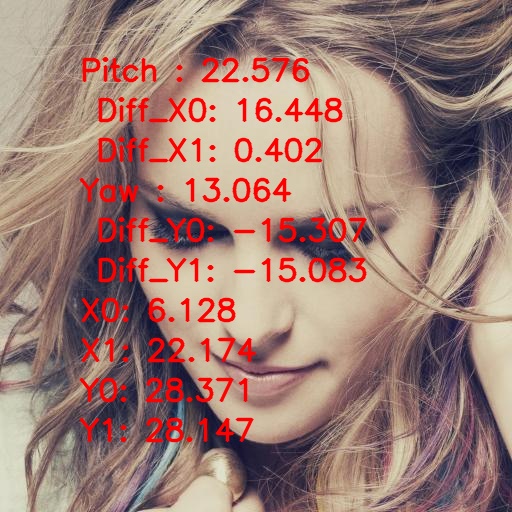 Pitch : 22.576
Diff_X0: 16.448
Diff_X1: 0.402
Yaw : 13.064
Diff_Y0: −15.307
Diff_Y1: −15.083
X0: 6.128
X1: 22.174
Y0: 28.371
Y1: 28.147